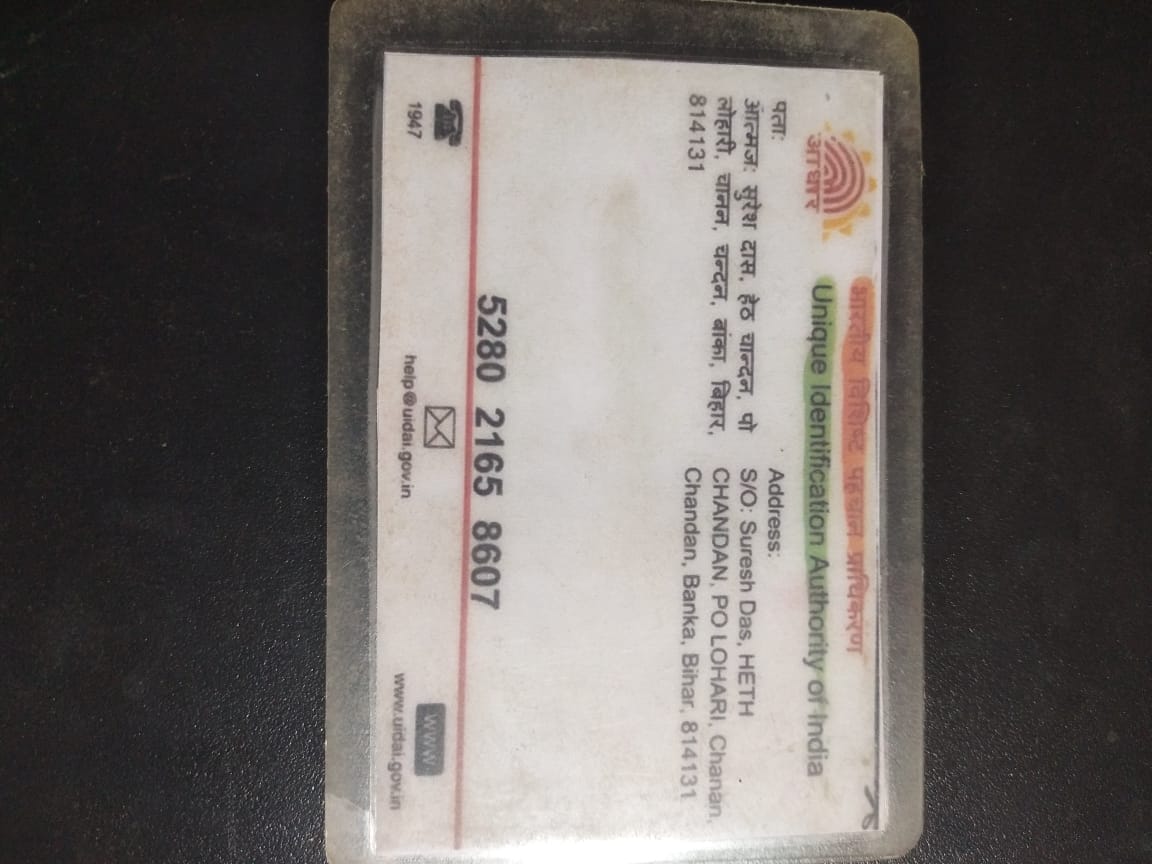 भारतीय विशिष्ट पहचान प्राधिकरण
Unique Identification Authority of India
आधार
पता:
आत्मज: सुरेश दास, हेठ चान्दन, पो
लोहारी, चानन, चन्दन, बांका, बिहार,
814131
Address:
S/O: Suresh Das, HETH
CHANDAN, PO LOHARI, Chanan,
Chandan, Banka, Bihar, 814131
5280 2165 8607
1947
help@uidai.gov.in
www
www.uidai.gov.in